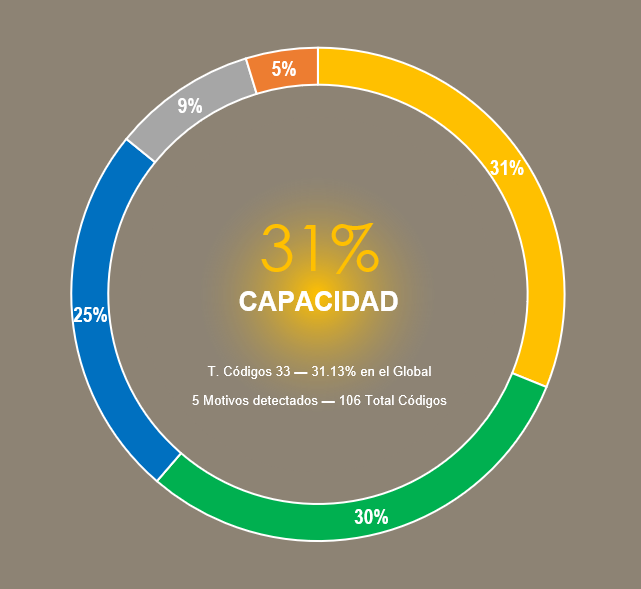 5%
9%
31%
31%
CAPACIDAD
25%
T. Códigos 33 — 31.13% en el Global
5 Motivos detectados — 106 Total Códigos
30%